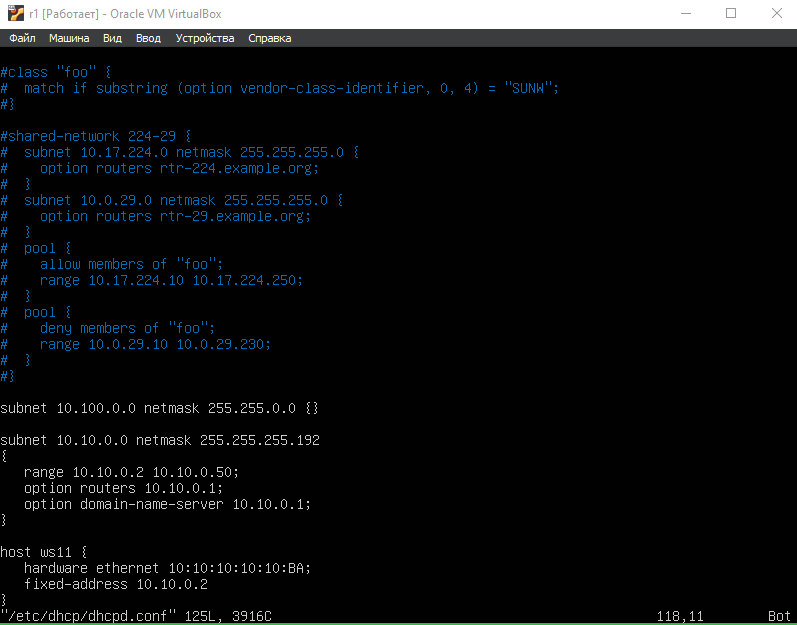 r1 [Работает] - Oracle VM VirtualBox
Файл Машина Вид Ввод Устройства Справка
#class "foo" {
#  match if substring (option vendor-class-identifier, 0, 4) = "SUNW";
#}
#shared-network 224-29 {
#  subnet 10.17.224.0 netmask 255.255.255.0 {
#    option routers rtr-224.example.org;
#  }
#  subnet 10.0.29.0 netmask 255.255.255.0 {
#    option routers rtr-29.example.org;
#  }
#  pool {
#    allow members of "foo";
#    range 10.17.224.10 10.17.224.250;
#  }
#  pool {
#    deny members of "foo";
#    range 10.0.29.10 10.0.29.230;
#  }
#}
subnet 10.100.0.0 netmask 255.255.0.0 {}
subnet 10.10.0.0 netmask 255.255.255.192
{
   range 10.10.0.2 10.10.0.50;
   option routers 10.10.0.1;
   option domain-name-server 10.10.0.1;
}
host ws11 {
   hardware ethernet 10:10:10:10:10:BA;
   fixed-address 10.10.0.2
}
"/etc/dhcp/dhcpd.conf" 125L, 3916C 118,11 Bot